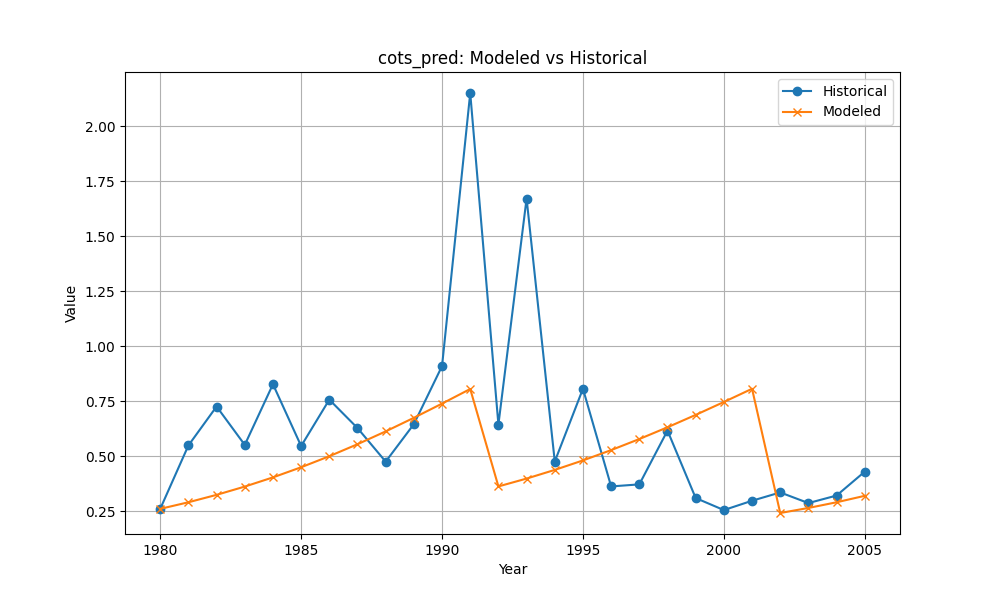 cots_pred: Modeled vs Historical
Historical
Modeled
Value
2.00
1.75
1.50
1.25
1.00
0.75
0.50
0.25
1980 1985 1990 1995 2000 2005
Year